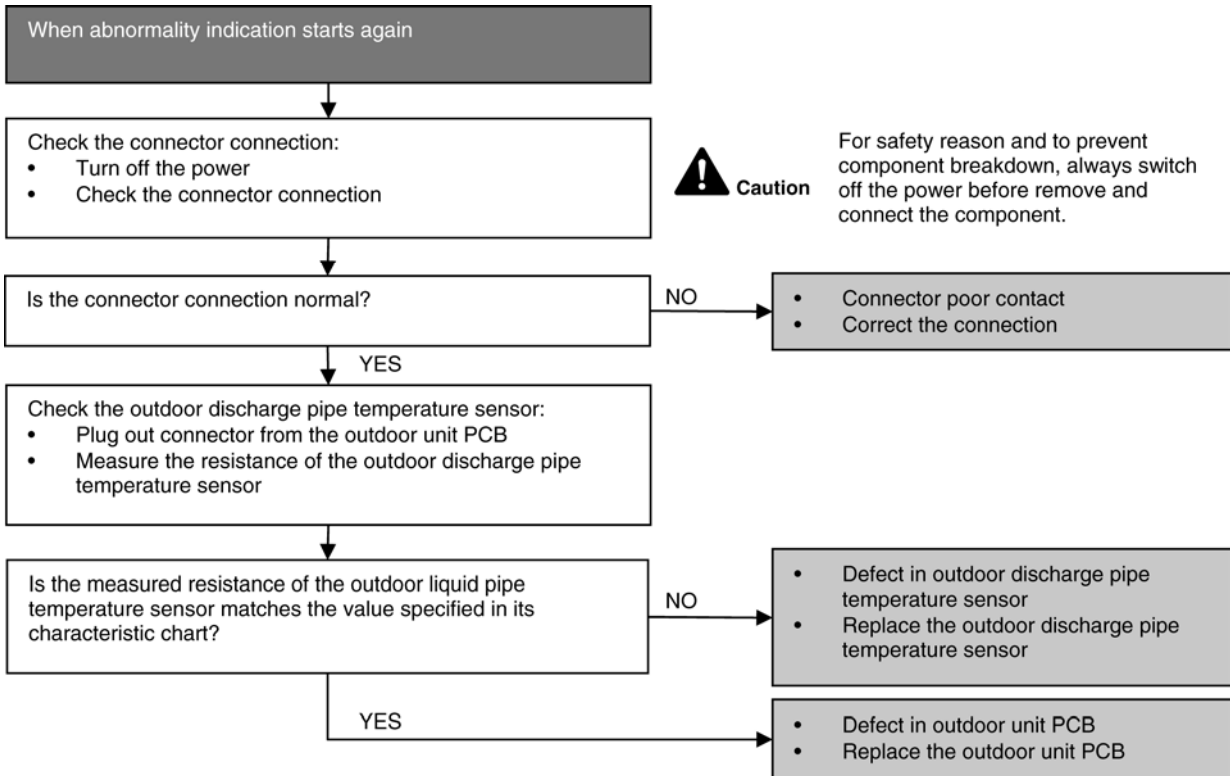 When abnormality indication starts again
Check the connector connection:
• Turn off the power
• Check the connector connection
Caution
For safety reason and to prevent
component breakdown, always switch
off the power before remove and
connect the component.
Is the connector connection normal?
NO
• Connector poor contact
• Correct the connection
YES
Check the outdoor discharge pipe temperature sensor:
• Plug out connector from the outdoor unit PCB
• Measure the resistance of the outdoor discharge pipe
temperature sensor
Is the measured resistance of the outdoor liquid pipe
temperature sensor matches the value specified in its
characteristic chart?
NO
• Defect in outdoor discharge pipe
temperature sensor
• Replace the outdoor discharge pipe
temperature sensor
YES
• Defect in outdoor unit PCB
• Replace the outdoor unit PCB